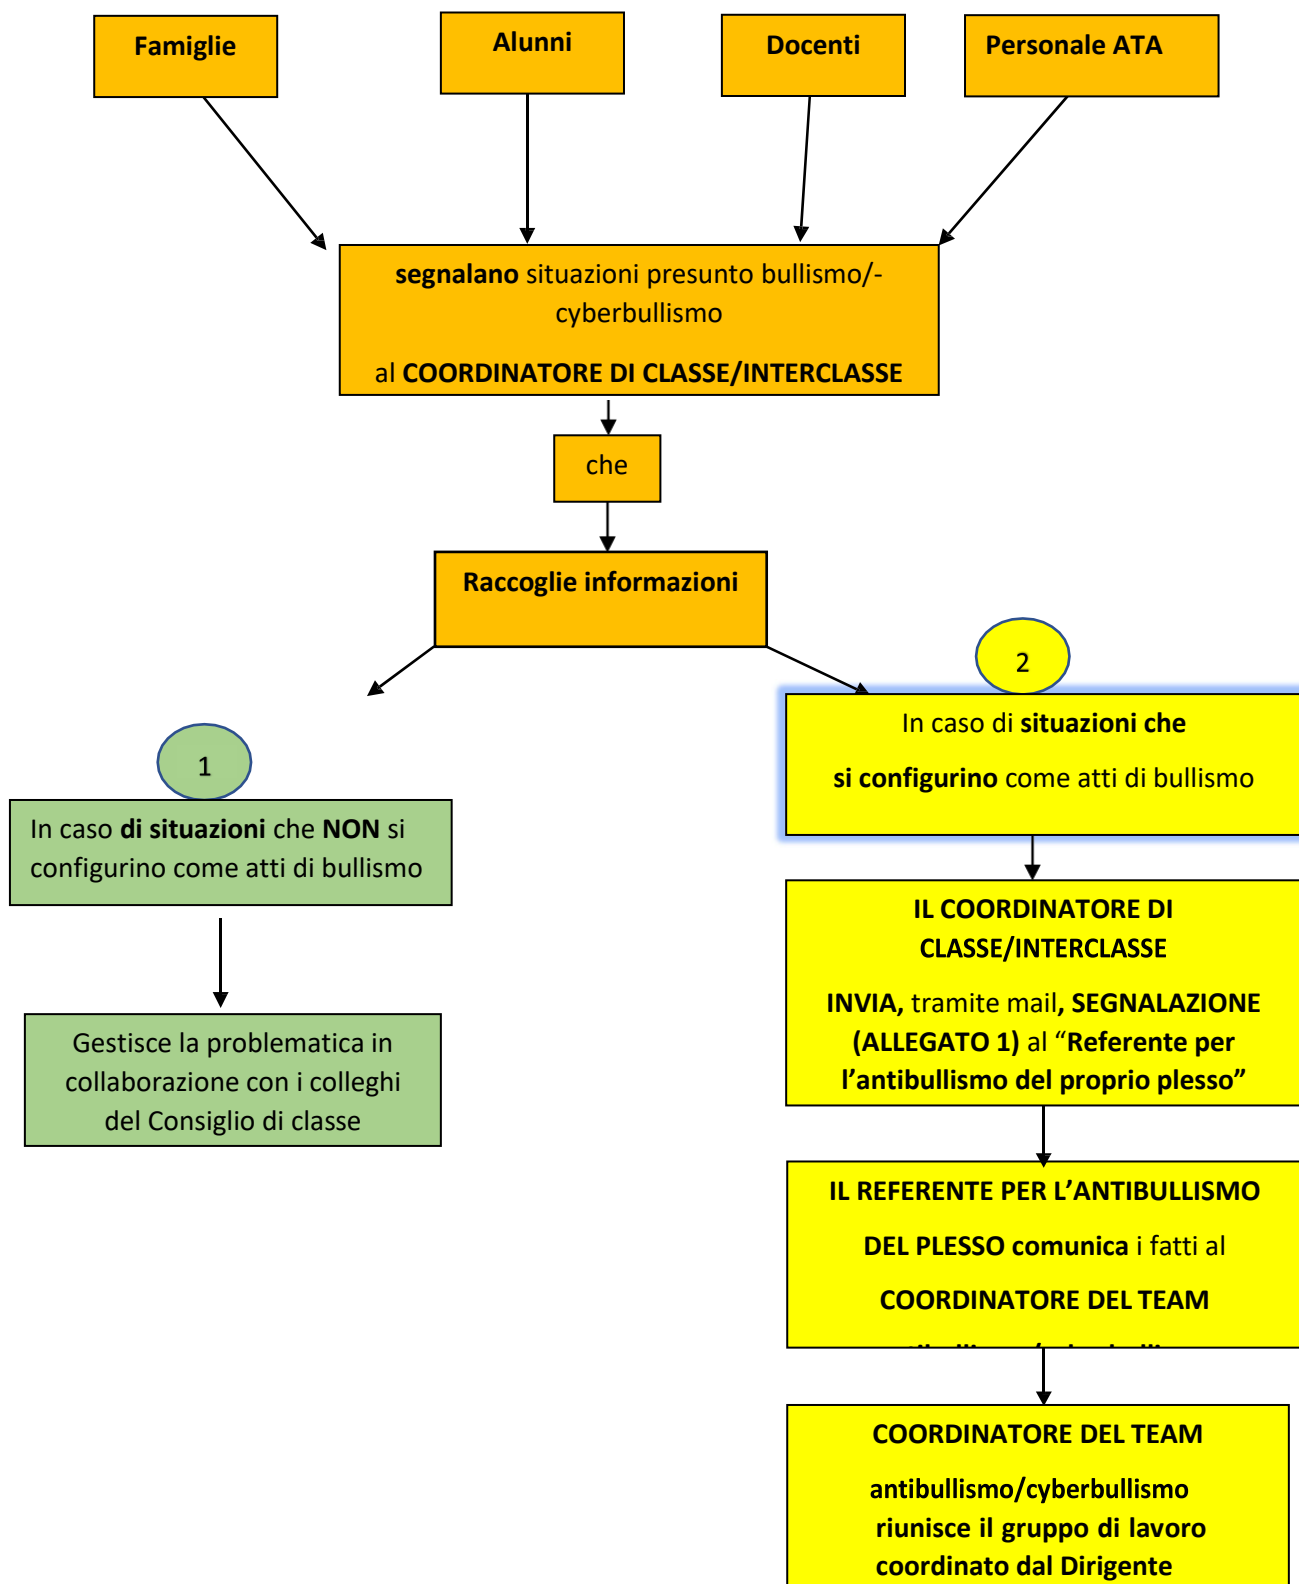 Famiglie
Alunni
Docenti
Personale ATA
segnalano situazioni presunto bullismo/-
cyberbullismo
al COORDINATORE DI CLASSE/INTERCLASSE
che
Raccoglie informazioni
1
In caso di situazioni che NON si
configurino come atti di bullismo
Gestisce la problematica in
collaborazione con i colleghi
del Consiglio di classe
2
In caso di situazioni che
si configurino come atti di bullismo
IL COORDINATORE DI
CLASSE/INTERCLASSE
INVIA, tramite mail, SEGNALAZIONE
(ALLEGATO 1) al “Referente per
l’antibullismo del proprio plesso”
IL REFERENTE PER L’ANTIBULLISMO
DEL PLESSO comunica i fatti al
COORDINATORE DEL TEAM
COORDINATORE DEL TEAM
antibullismo/cyberbullismo
riunisce il gruppo di lavoro
coordinato dal Dirigente